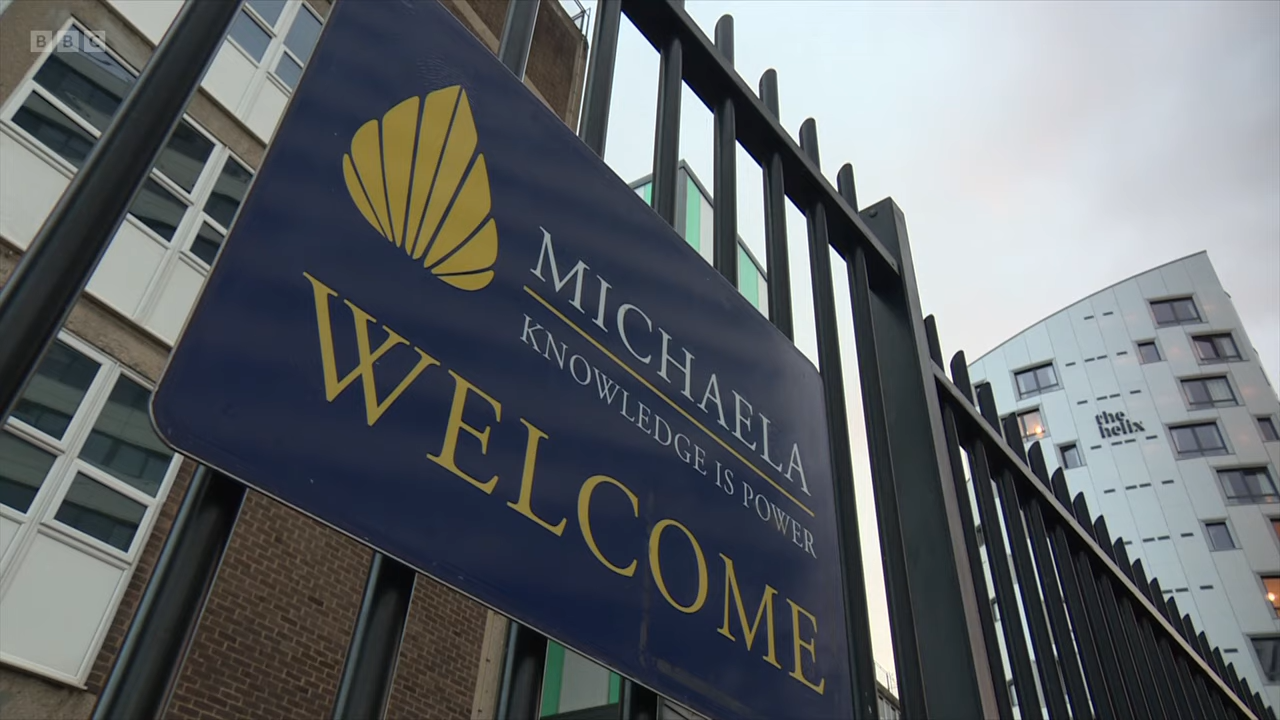 BBC
MICHAELA
KNOWLEDGE IS POWER
WELCOME
the
helix